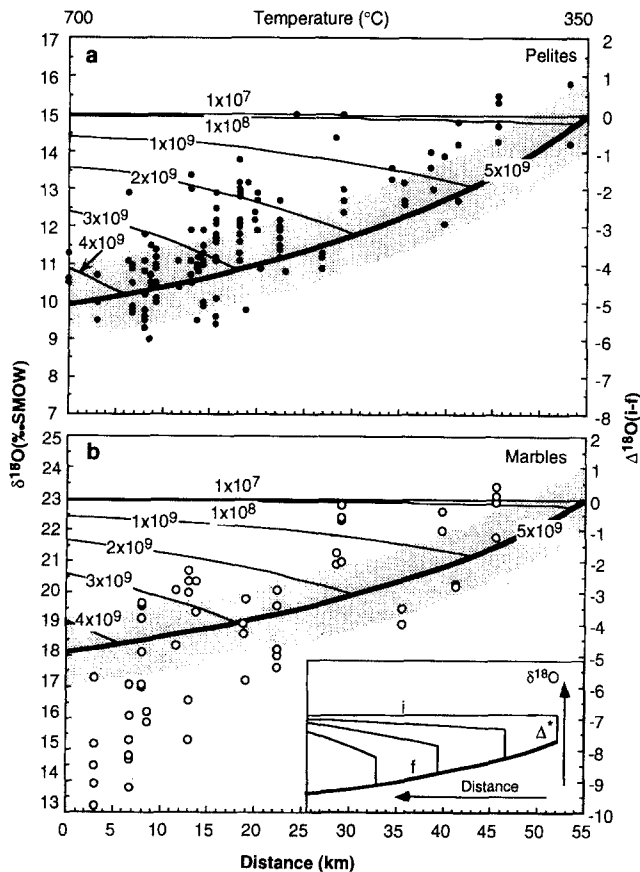 700 Temperature (°C) 350
a
Pelites
17
16
15
14
13
12
11
10
9
8
7
2
1
0
-1
-2
-3
-4
-5
-6
-7
-8
1x10⁷
1x10⁸
1x10⁹
2x10⁹
3x10⁹
4x10⁹
5x10⁹
δ¹⁸O(‰SMOW)
Δ¹⁸O(i-f)
b
Marbles
25
24
23
22
21
20
19
18
17
16
15
14
13
2
1
0
-1
-2
-3
-4
-5
-6
-7
-8
-9
-10
1x10⁷
1x10⁸
1x10⁹
2x10⁹
3x10⁹
4x10⁹
5x10⁹
δ¹⁸O
i
Δ*
f
Distance
0 5 10 15 20 25 30 35 40 45 50 55
Distance (km)